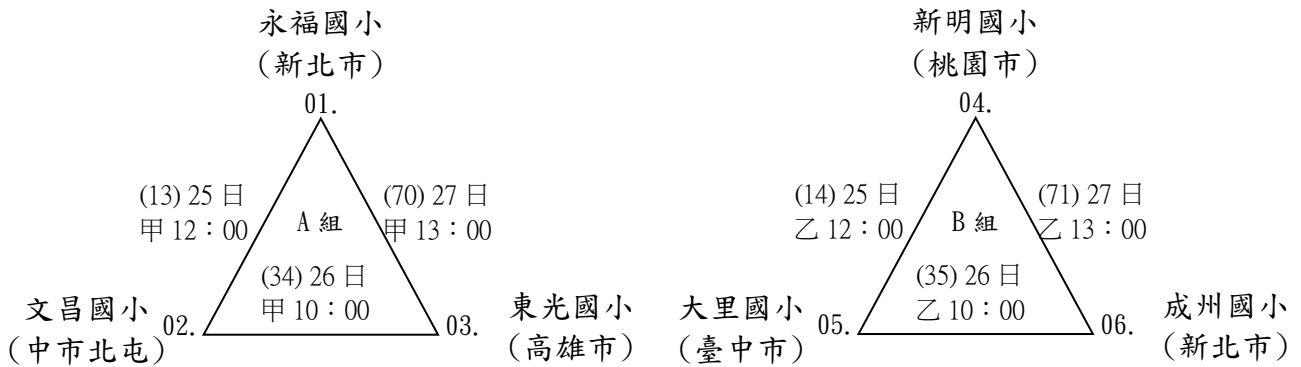 永福國小
(新北市)
01.
(13) 25 日
甲 12：00
A 組
(70) 27 日
甲 13：00
(34) 26 日
甲 10：00
文昌國小
(中市北屯)
02.
03.
東光國小
(高雄市)
新明國小
(桃園市)
04.
(14) 25 日
乙 12：00
B 組
(71) 27 日
乙 13：00
(35) 26 日
乙 10：00
大里國小
(臺中市)
05.
06.
成州國小
(新北市)